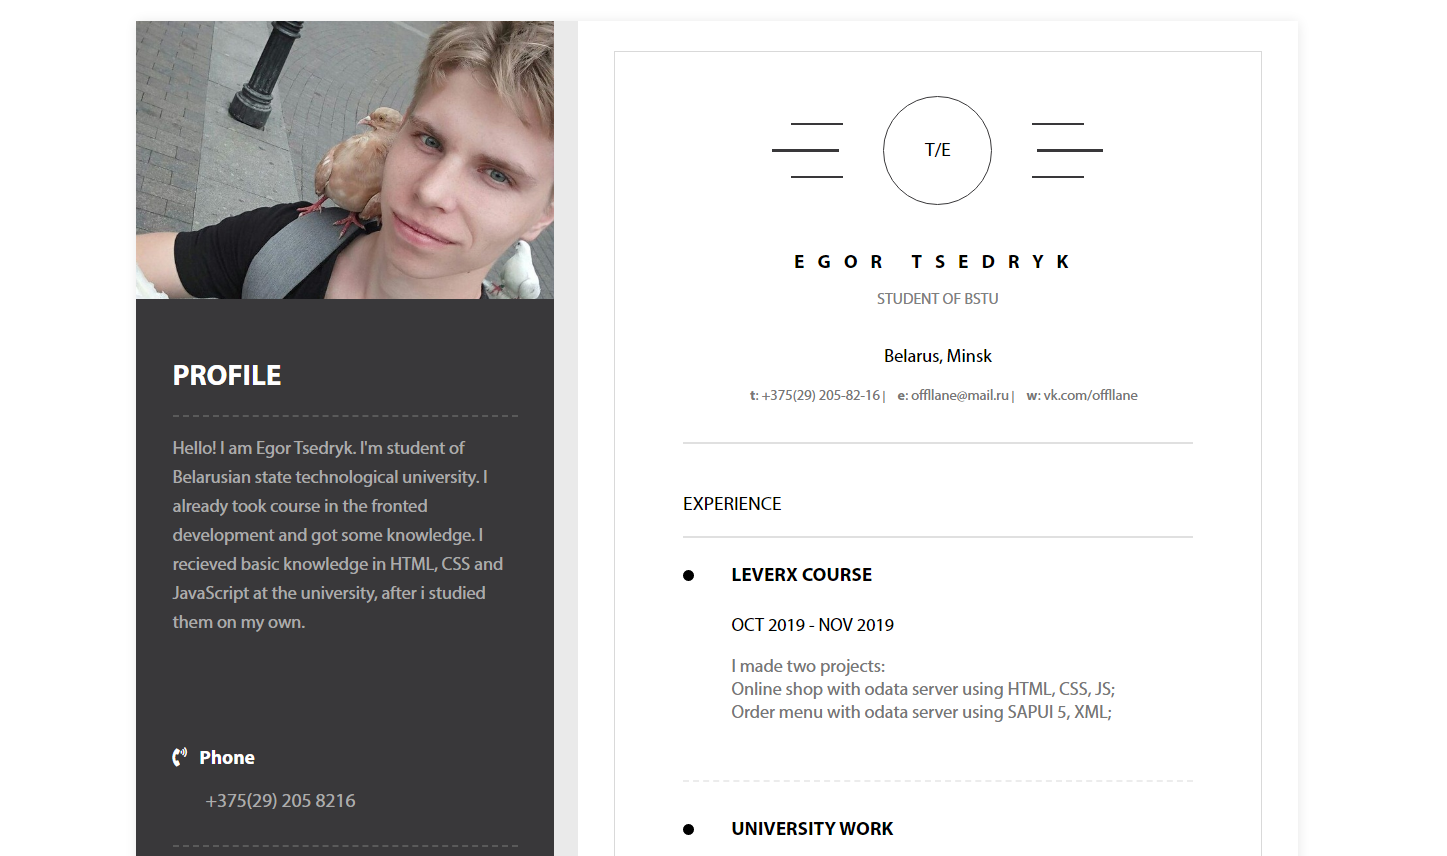 PROFILE
Hello! I am Egor Tsedryk. I'm student of
Belarusian state technological university. I
already took course in the fronted
development and got some knowledge. I
recieved basic knowledge in HTML, CSS and
JavaScript at the university, after i studied
them on my own.
Phone
+375(29) 205 8216
T/E
EGOR TSEDRYK
STUDENT OF BSTU
Belarus, Minsk
t: +375(29) 205-82-16 | e: offllane@mail.ru | w: vk.com/offllane
EXPERIENCE
LEVERX COURSE
OCT 2019 - NOV 2019
I made two projects:
Online shop with odata server using HTML, CSS, JS;
Order menu with odata server using SAPUI 5, XML;
UNIVERSITY WORK